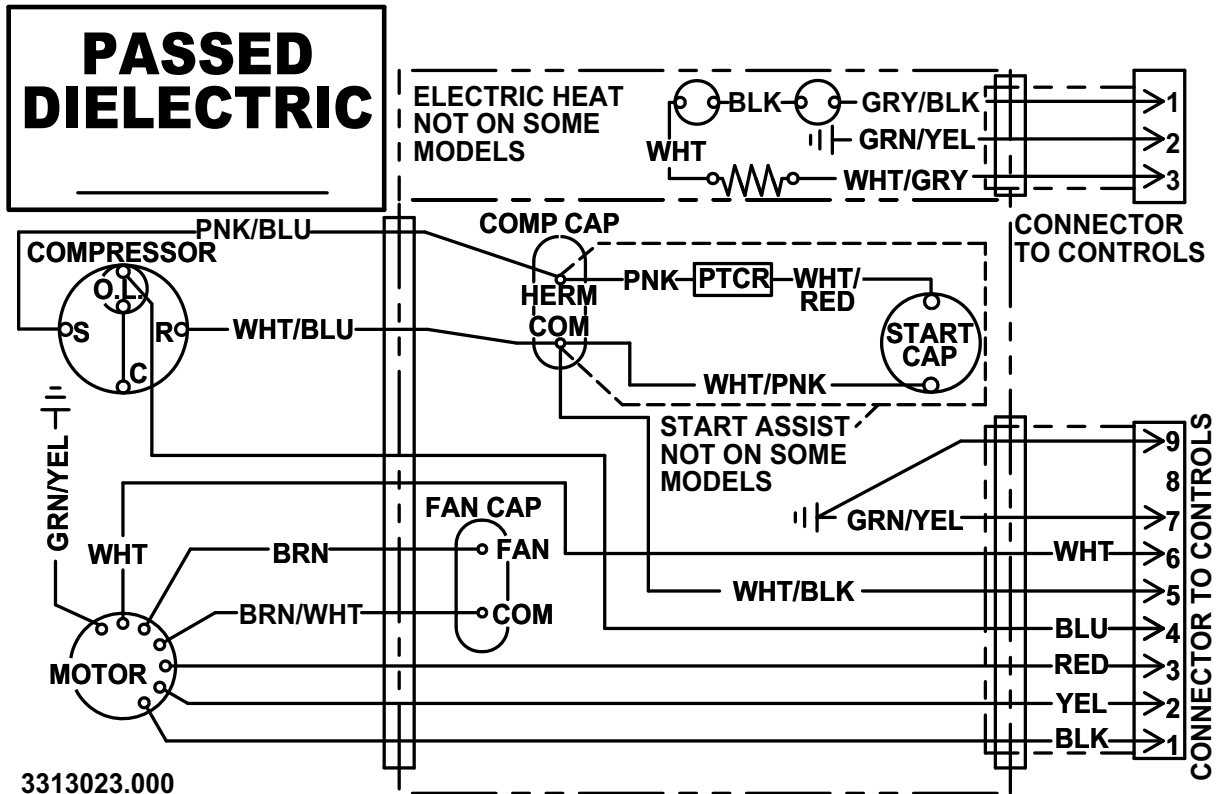 PASSED
DIELECTRIC
ELECTRIC HEAT
NOT ON SOME
MODELS
BLK
GRY/BLK
1
GRN/YEL
2
WHT
WHT/GRY
3
CONNECTOR
TO CONTROLS
PNK/BLU
COMP CAP
COMPRESSOR
O.L.
HERM
PNK
PTCR
WHT/
RED
S
R
WHT/BLU
COM
START
CAP
C
WHT/PNK
START ASSIST
NOT ON SOME
MODELS
GRN/YEL
9
8
FAN CAP
GRN/YEL
7
WHT
BRN
FAN
WHT
6
WHT/BLK
5
BRN/WHT
COM
BLU
4
MOTOR
RED
3
YEL
2
BLK
1
CONNECTOR TO CONTROLS
3313023.000